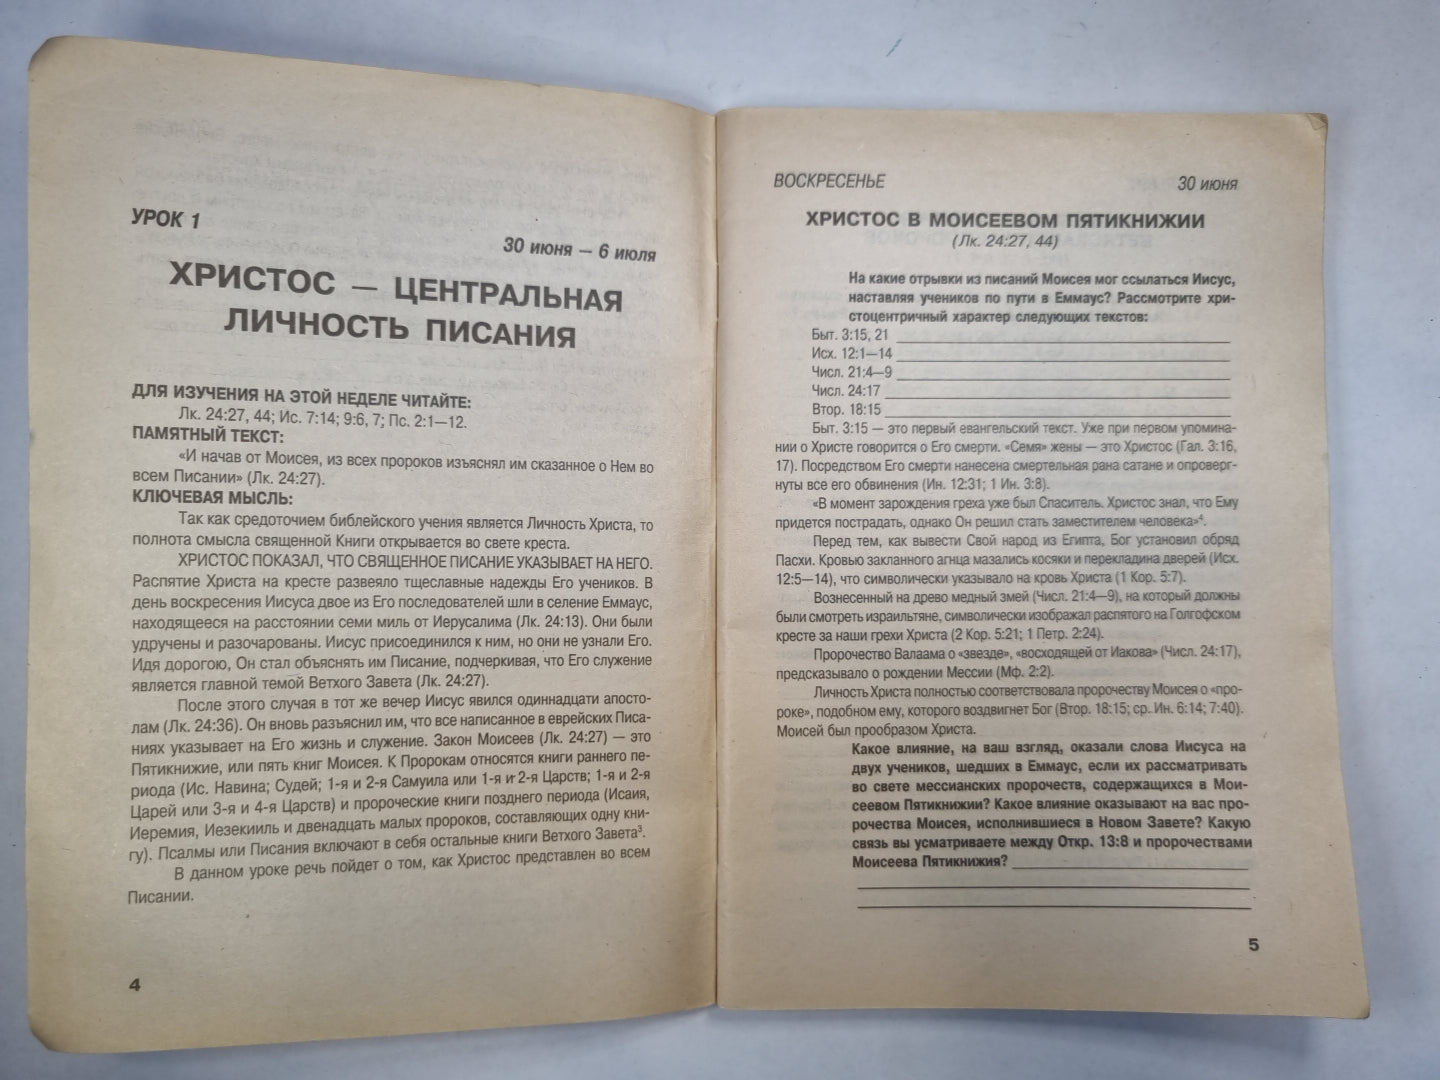 УРОК 1
30 июня — 6 июля
ХРИСТОС — ЦЕНТРАЛЬНАЯ
ЛИЧНОСТЬ ПИСАНИЯ
ДЛЯ ИЗУЧЕНИЯ НА ЭТОЙ НЕДЕЛЕ ЧИТАЙТЕ:
Лк. 24:27, 44; Ис. 7:14; 9:6, 7; Пс. 2:1—12.
ПАМЯТНЫЙ ТЕКСТ:
«И начав от Моисея, из всех пророков изъяснял им сказанное о Нем во
всем Писании» (Лк. 24:27).
КЛЮЧЕВАЯ МЫСЛЬ:
Так как средоточием библейского учения является Личность Христа, то
полнота смысла священной Книги открывается во свете креста.
ХРИСТОС ПОКАЗАЛ, ЧТО СВЯЩЕННОЕ ПИСАНИЕ УКАЗЫВАЕТ НА НЕГО.
Распятие Христа на кресте развеяло тщеславные надежды Его учеников. В
день воскресения Иисуса двое из Его последователей шли в селение Еммаус,
находящееся на расстоянии семи миль от Иерусалима (Лк. 24:13). Они были
удручены и разочарованы. Иисус присоединился к ним, но они не узнали Его.
Идя дорогою, Он стал объяснять им Писание, подчеркивая, что Его служение
является главной темой Ветхого Завета (Лк. 24:27).
После этого случая в тот же вечер Иисус явился одиннадцати апосто-
лам (Лк. 24:36). Он вновь разъяснил им, что все написанное в еврейских Писа-
ниях указывает на Его жизнь и служение. Закон Моисеев (Лк. 24:27) — это
Пятикнижие, или пять книг Моисея. К Пророкам относятся книги раннего пе-
риода (Ис. Навина; Судей; 1-я и 2-я Самуила или 1-я и 2-я Царств; 1-я и 2-я
Царей или 3-я и 4-я Царств) и пророческие книги позднего периода (Исаия,
Иеремия, Иезекииль и двенадцать малых пророков, составляющих одну кни-
гу). Псалмы или Писания включают в себя остальные книги Ветхого Завета³.
В данном уроке речь пойдет о том, как Христос представлен во всем
Писании.
4
ВОСКРЕСЕНЬЕ 30 июня
ХРИСТОС В МОИСЕЕВОМ ПЯТИКНИЖИИ
(Лк. 24:27, 44)
На какие отрывки из писаний Моисея мог ссылаться Иисус,
наставляя учеников по пути в Еммаус? Рассмотрите хри-
стоцентричный характер следующих текстов:
Быт. 3:15, 21
Исх. 12:1—14
Числ. 21:4—9
Числ. 24:17
Втор. 18:15
Быт. 3:15 — это первый евангельский текст. Уже при первом упомина-
нии о Христе говорится о Его смерти. «Семя» жены — это Христос (Гал. 3:16,
17). Посредством Его смерти нанесена смертельная рана сатане и опроверг-
нуты все его обвинения (Ин. 12:31; 1 Ин. 3:8).
«В момент зарождения греха уже был Спаситель. Христос знал, что Ему
придется пострадать, однако Он решил стать заместителем человека»⁴.
Перед тем, как вывести Свой народ из Египта, Бог установил обряд
Пасхи. Кровью закланного агнца мазались косяки и перекладина дверей (Исх.
12:5—14), что символически указывало на кровь Христа (1 Кор. 5:7).
Вознесенный на древо медный змей (Числ. 21:4—9), на который должны
были смотреть израильтяне, символически изображал распятого на Голгофском
кресте за наши грехи Христа (2 Кор. 5:21; 1 Петр. 2:24).
Пророчество Валаама о «звезде», «восходящей от Иакова» (Числ. 24:17),
предсказывало о рождении Мессии (Мф. 2:2).
Личность Христа полностью соответствовала пророчеству Моисея о «про-
роке», подобном ему, которого воздвигнет Бог (Втор. 18:15; ср. Ин. 6:14; 7:40).
Моисей был прообразом Христа.
Какое влияние, на ваш взгляд, оказали слова Иисуса на
двух учеников, шедших в Еммаус, если их рассматривать
во свете мессианских пророчеств, содержащихся в Мои-
сеевом Пятикнижии? Какое влияние оказывают на вас про-
рочества Моисея, исполнившиеся в Новом Завете? Какую
связь вы усматриваете между Откр. 13:8 и пророчествами
Моисеева Пятикнижия?
5